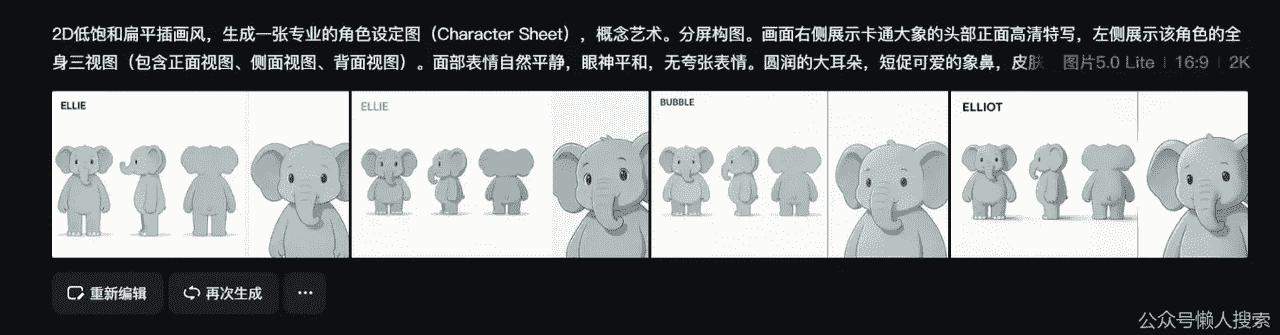 2D低饱和扁平插画风，生成一张专业的角色设定图（Character Sheet），概念艺术。分屏构图。画面右侧展示卡通大象的头部正面高清特写，左侧展示该角色的全
身三视图（包含正面视图、侧面视图、背面视图）。面部表情自然平静，眼神平和，无夸张表情。圆润的大耳朵，短促可爱的象鼻，皮肤 图片5.0 Lite | 16:9 | 2K
ELLIE
ELLIE
BUBBLE
ELLIOT
重新编辑
再次生成
公众号懒人搜索